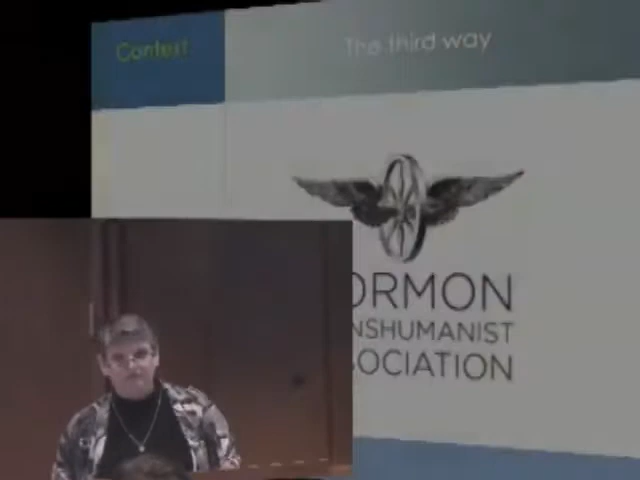 Context
The third way
ORMON
NSHUMANIST
OCIATION